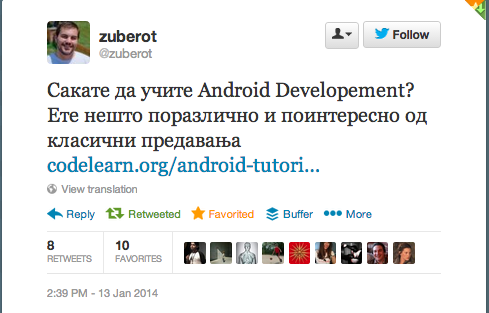 zuberot
@zuberot
Follow
Сакате да учите Android Developement?
Ете нешто поразлично и поинтересно од
класични предавања
codelearn.org/android-tutori...
View translation
Reply Retweeted Favorited Buffer More
8 10
RETWEETS FAVORITES
2:39 PM - 13 Jan 2014